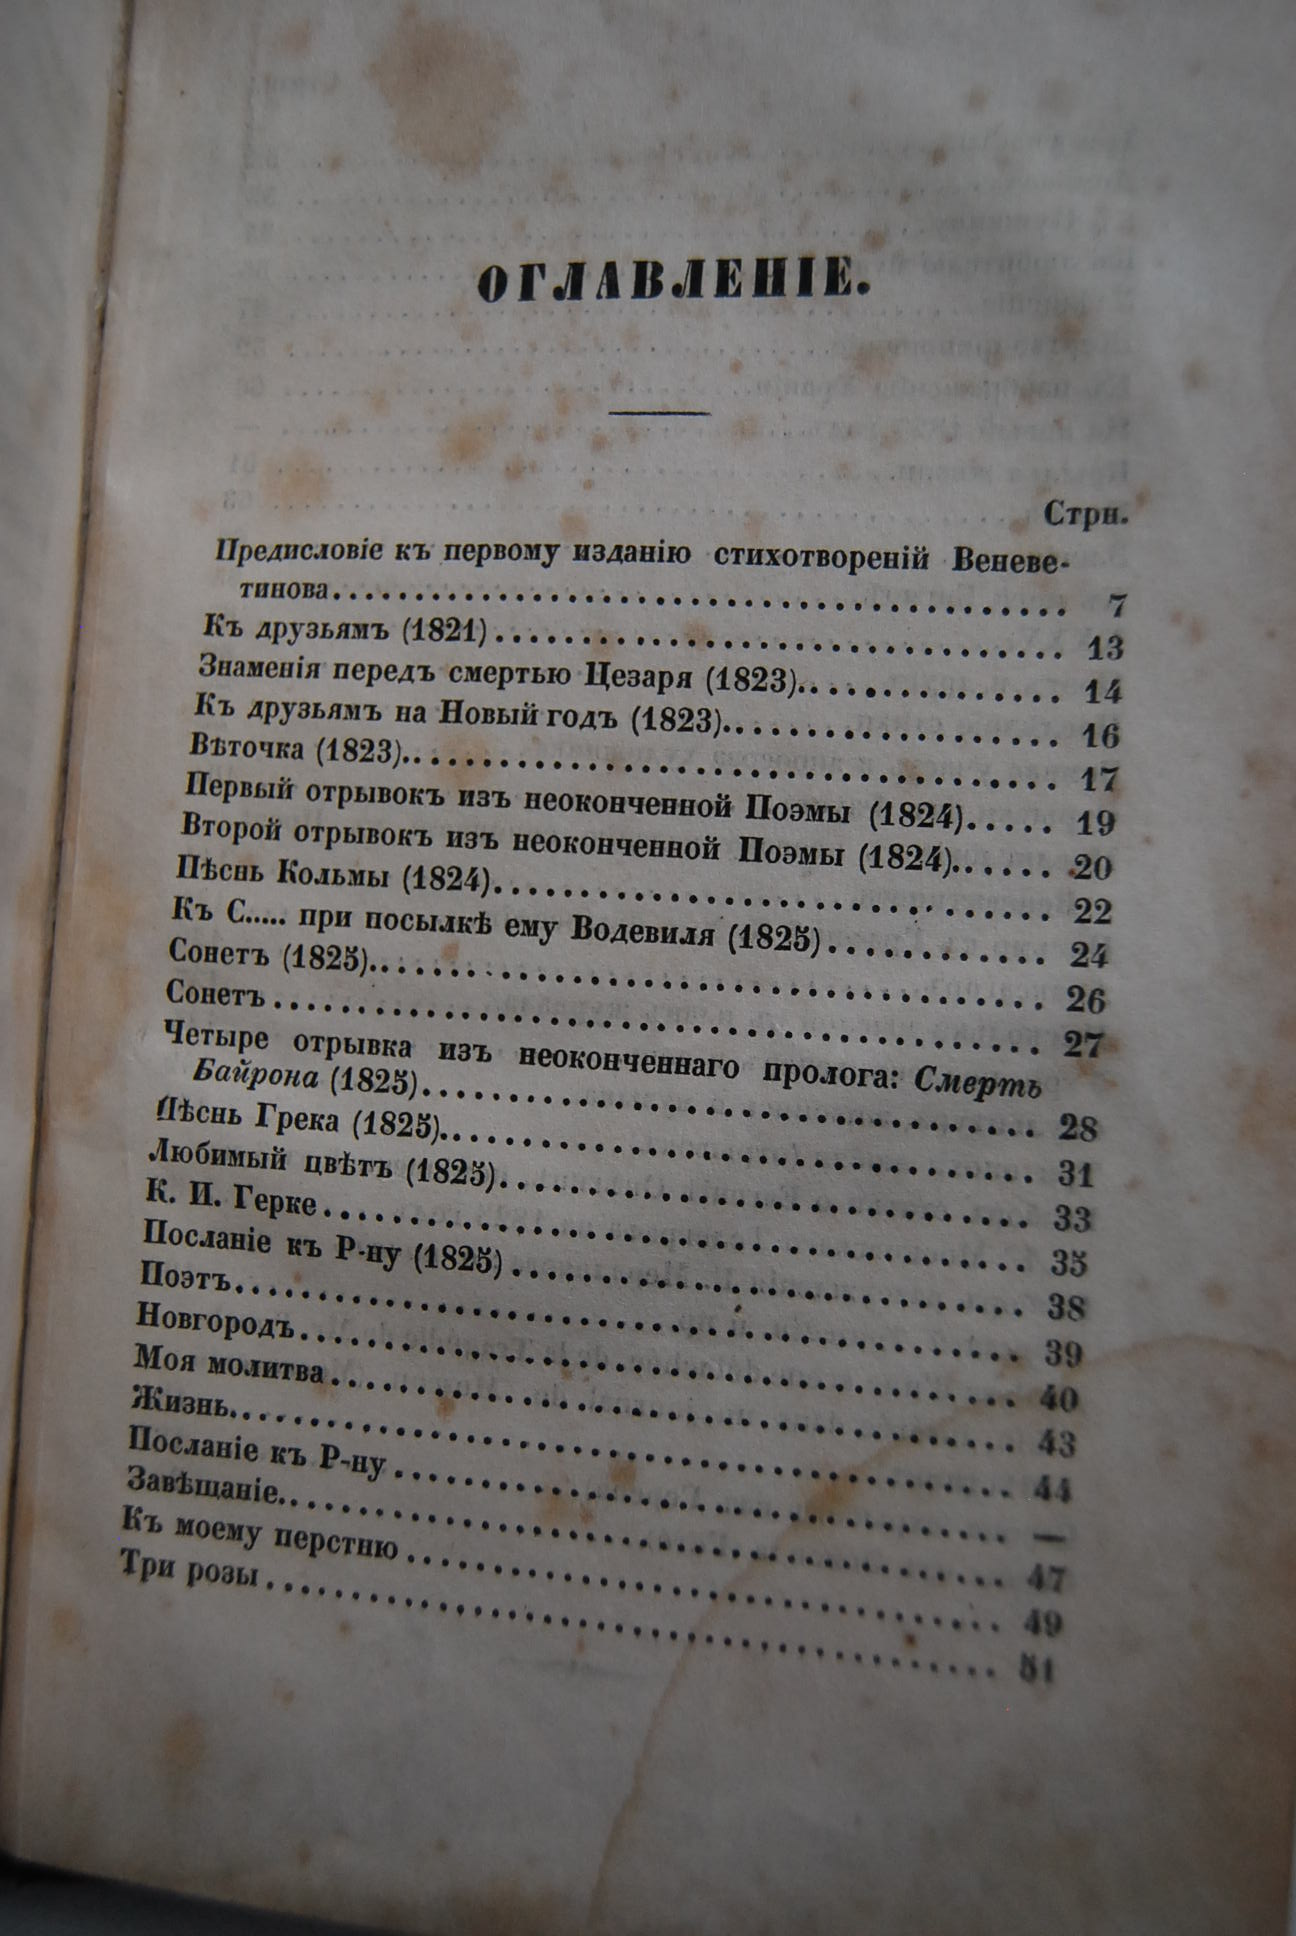 ОГЛАВЛЕНІЕ.
Стрн.
Предисловіе къ первому изданію стихотвореній Веневе-
тинова........................................ 7
Къ друзьямъ (1821)................................ 13
Знаменія передъ смертью Цезаря (1823)............... 14
Къ друзьямъ на Новый годъ (1823).................... 16
Вѣточка (1823)...................................... 17
Первый отрывокъ изъ неоконченной Поэмы (1824)..... 19
Второй отрывокъ изъ неоконченной Поэмы (1824)...... 20
Пѣснь Кольмы (1824)................................ 22
Къ С..... при посылкѣ ему Водевиля (1825)............ 24
Сонетъ (1825)....................................... 26
Сонетъ............................................. 27
Четыре отрывка изъ неоконченнаго пролога: Смерть
Байрона (1825)................................... 28
Пѣснь Грека (1825).................................. 31
Любимый цвѣтъ (1825)............................... 33
К. И. Герке......................................... 35
Посланіе къ Р-ну (1825).............................. 38
Поэтъ............................................... 39
Новгородъ.......................................... 40
Моя молитва........................................ 43
Жизнь.............................................. 44
Посланіе къ Р-ну.................................... —
Завѣщаніе........................................... 47
Къ моему перстню................................... 49
Три розы........................................... 51